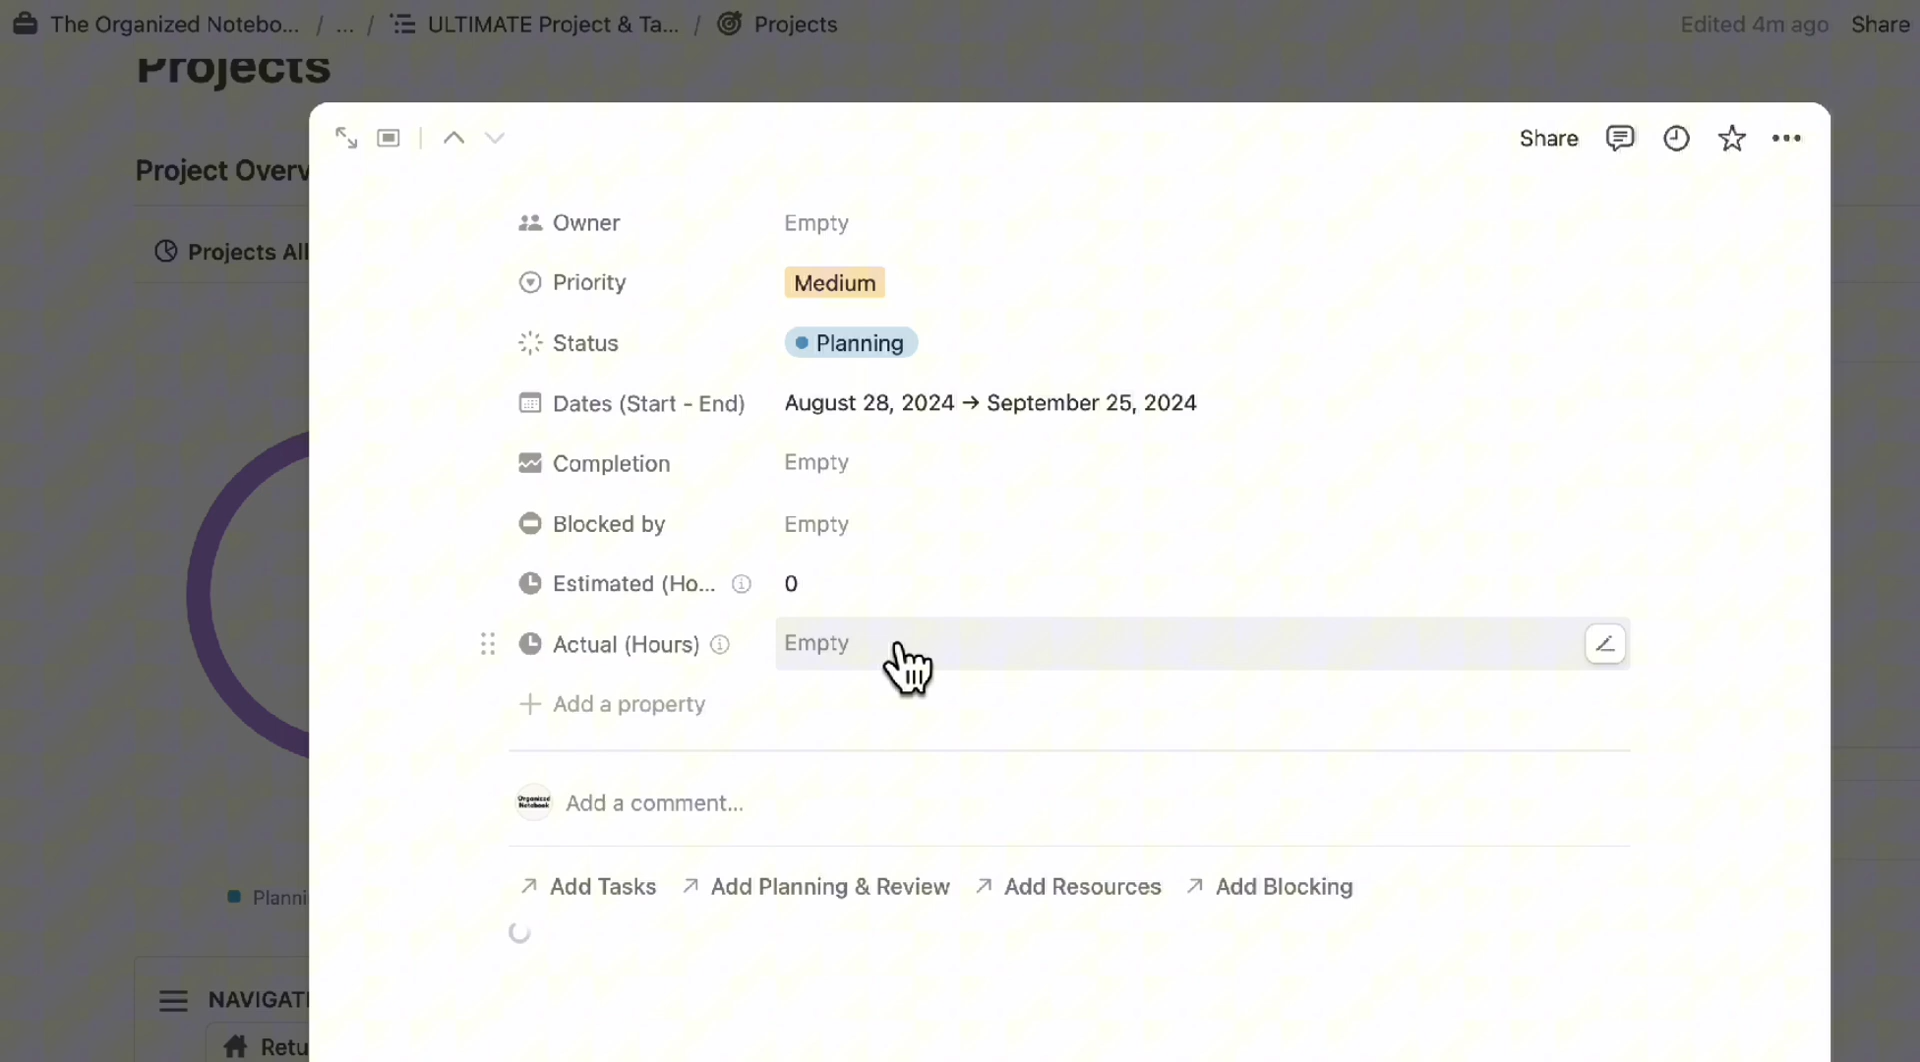 The Organized Notebo... / ... / ULTIMATE Project & Ta... / Projects
Edited 4m ago Share
Projects
Share
Project Overv
Owner Empty
Projects All
Priority Medium
Status Planning
Dates (Start - End) August 28, 2024 → September 25, 2024
Completion Empty
Blocked by Empty
Estimated (Ho... 0
Actual (Hours) Empty
Add a property
Organized
Notebook
Add a comment...
Add Tasks Add Planning & Review Add Resources Add Blocking
Planni
NAVIGATI
Retu